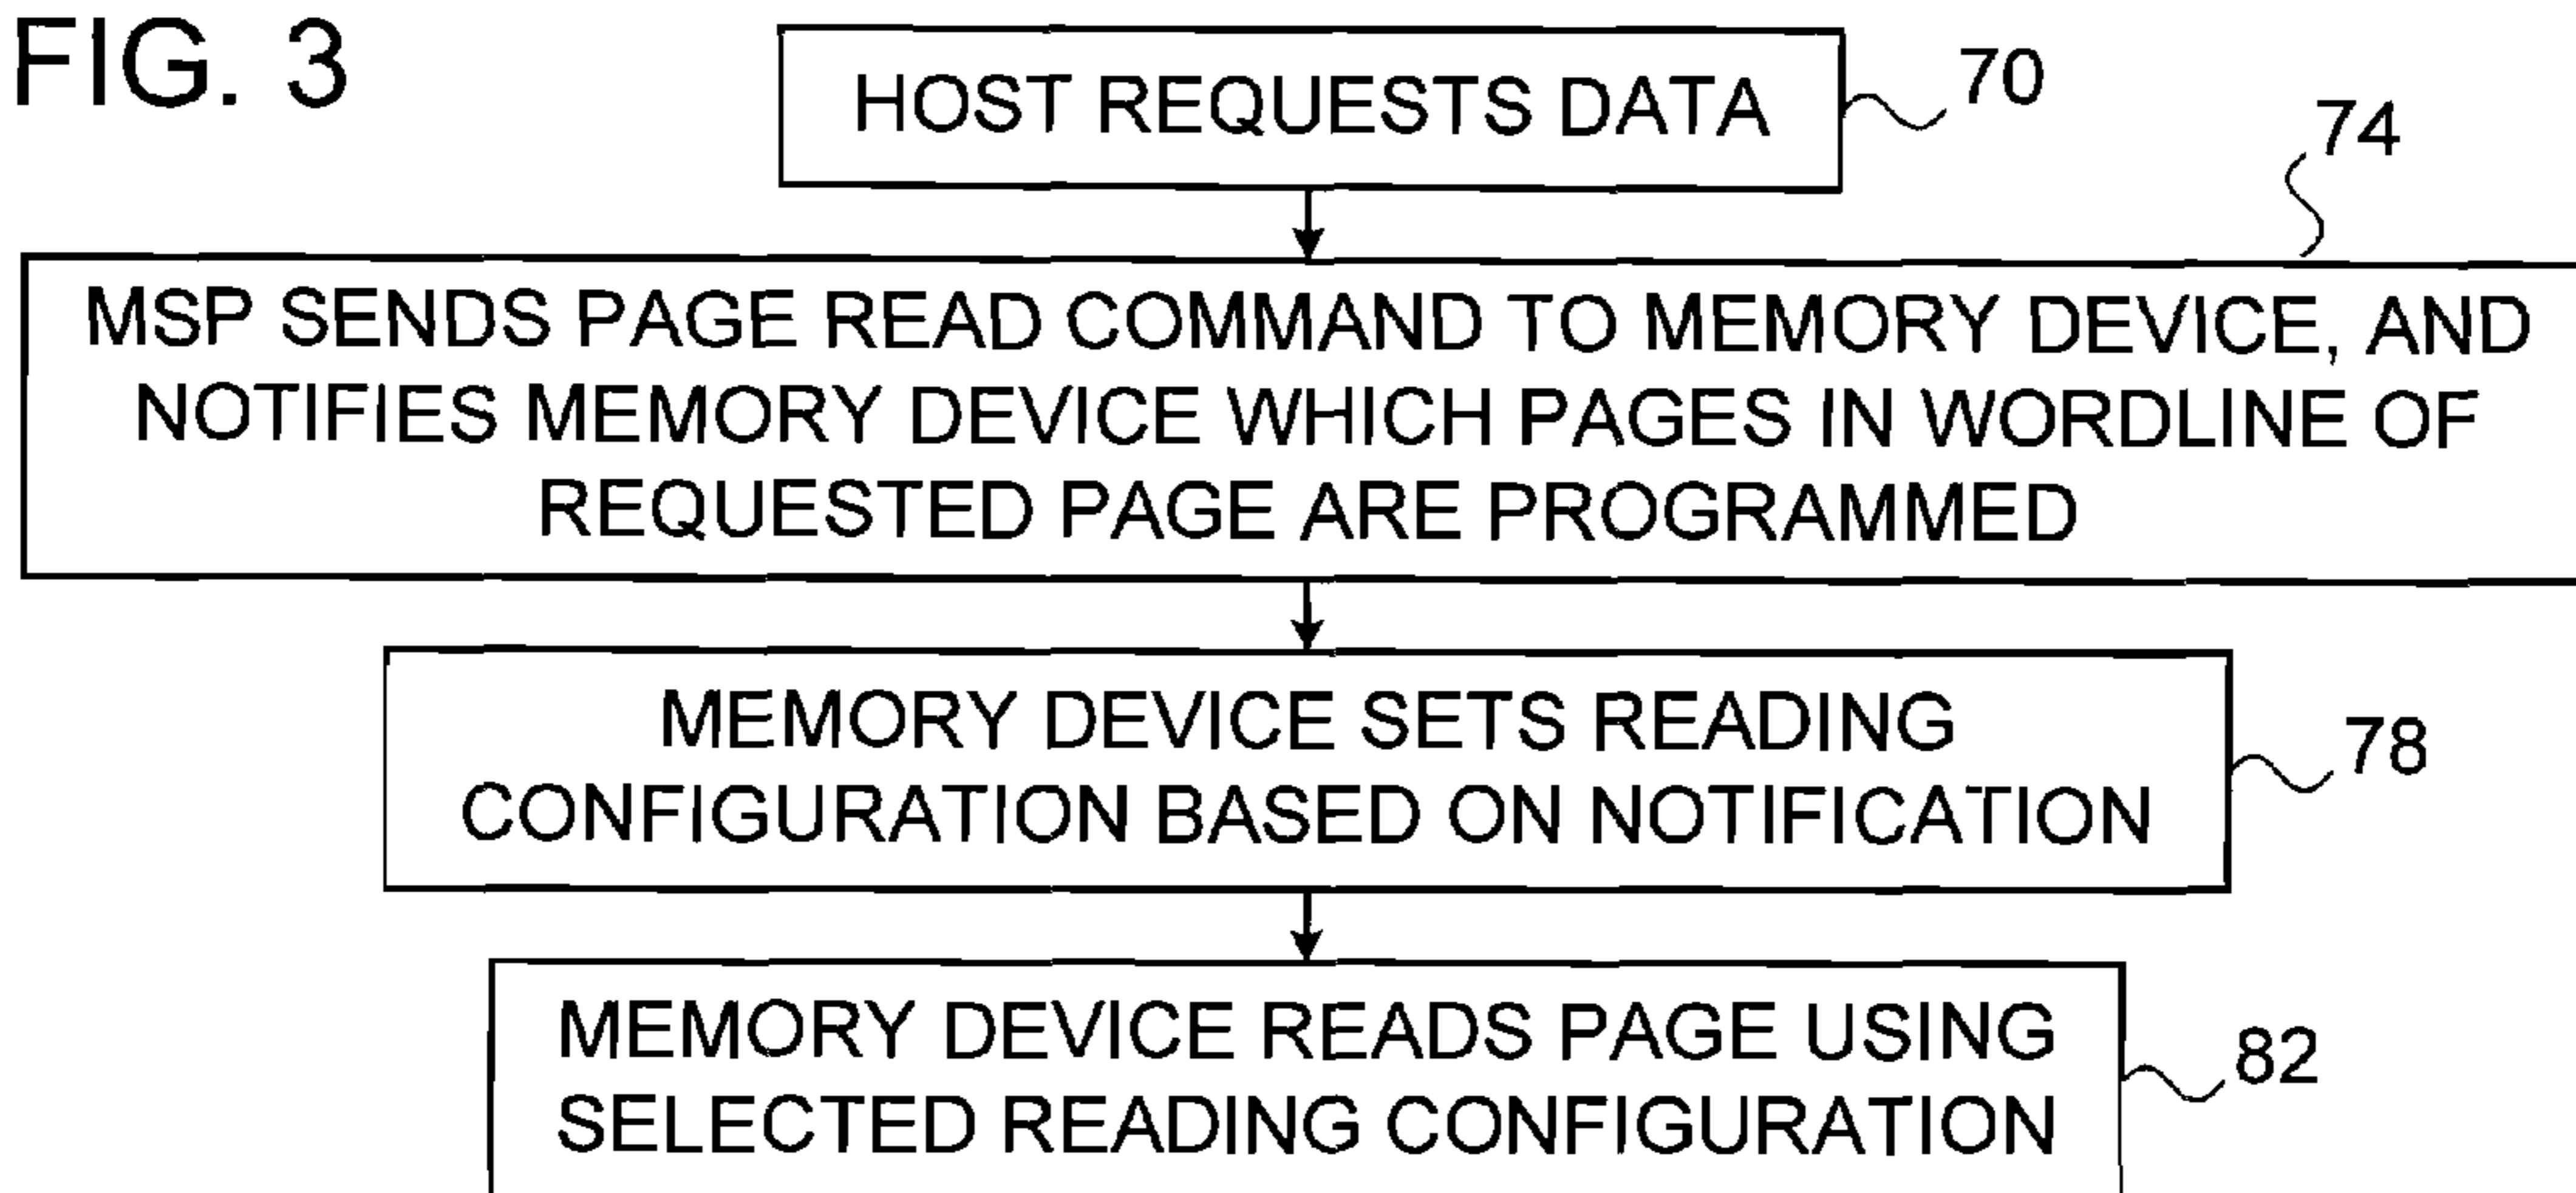 FIG. 3
HOST REQUESTS DATA
70
74
MSP SENDS PAGE READ COMMAND TO MEMORY DEVICE, AND
NOTIFIES MEMORY DEVICE WHICH PAGES IN WORDLINE OF
REQUESTED PAGE ARE PROGRAMMED
MEMORY DEVICE SETS READING
CONFIGURATION BASED ON NOTIFICATION
78
MEMORY DEVICE READS PAGE USING
SELECTED READING CONFIGURATION
82